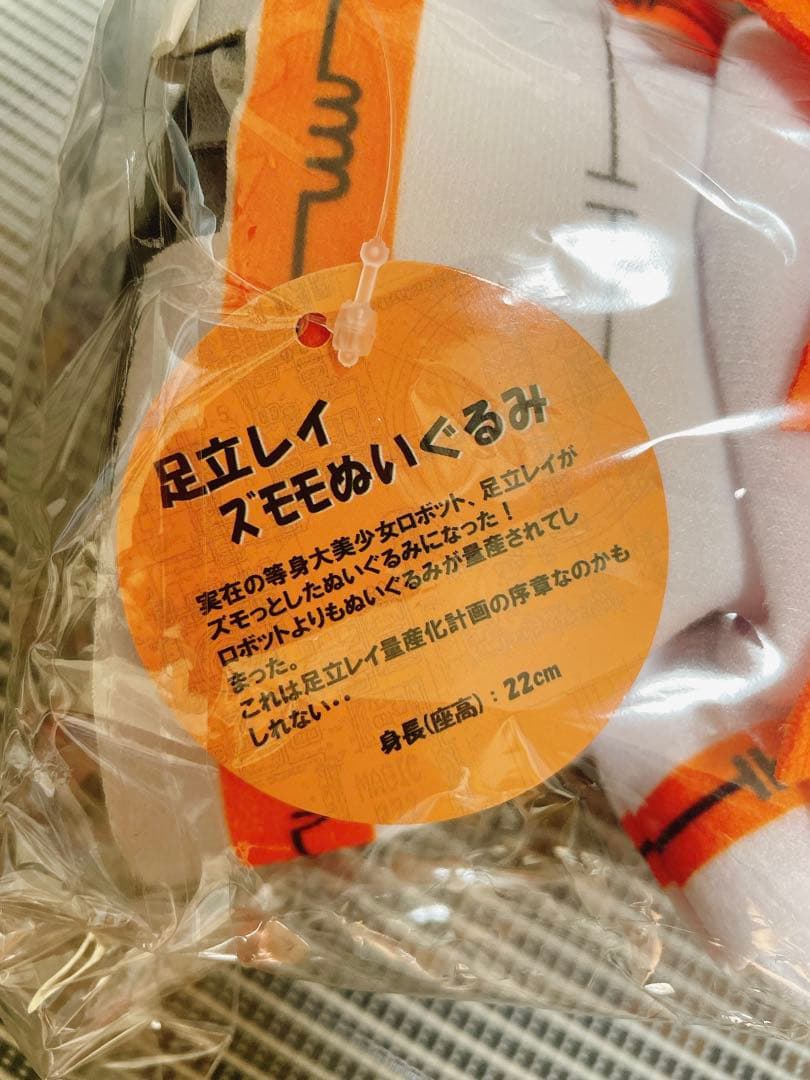 足立レイ
ズモモぬいぐるみ
実在の等身大美少女ロボット、足立レイが
ズモっとしたぬいぐるみになった！
ロボットよりもぬいぐるみが量産されてし
まった。
これは足立レイ量産化計画の序章なのかも
しれない・・
身長(座高)：22cm